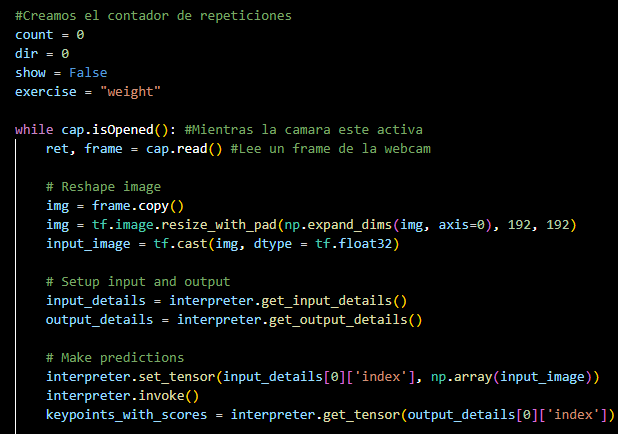 #Creamos el contador de repeticiones
count = 0
dir = 0
show = False
exercise = "weight"
while cap.isOpened(): #Mientras la camara este activa
ret, frame = cap.read() #Lee un frame de la webcam
# Reshape image
img = frame.copy()
img = tf.image.resize_with_pad(np.expand_dims(img, axis=0), 192, 192)
input_image = tf.cast(img, dtype = tf.float32)
# Setup input and output
input_details = interpreter.get_input_details()
output_details = interpreter.get_output_details()
# Make predictions
interpreter.set_tensor(input_details[0]['index'], np.array(input_image))
interpreter.invoke()
keypoints_with_scores = interpreter.get_tensor(output_details[0]['index'])